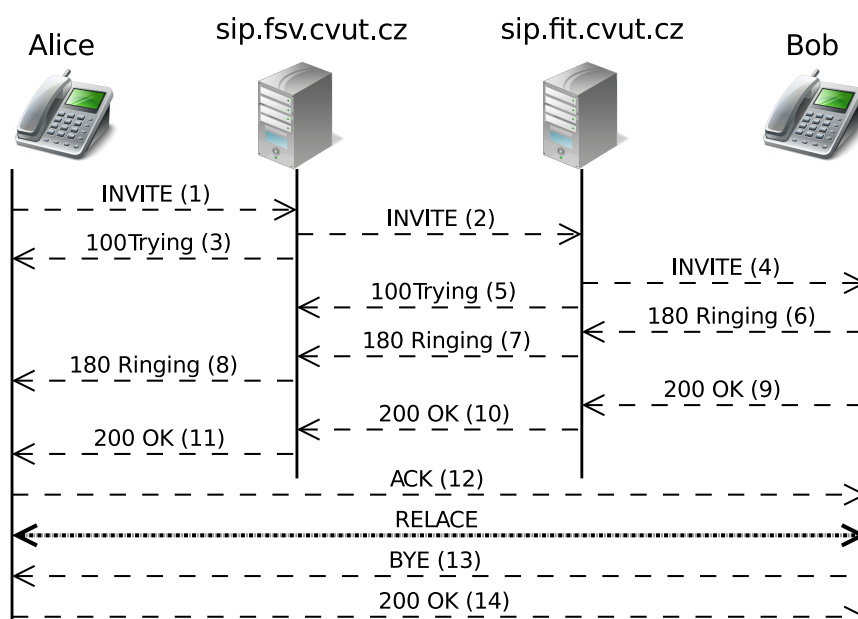 Alice
sip.fsv.cvut.cz
sip.fit.cvut.cz
Bob
INVITE (1)
INVITE (2)
100Trying (3)
INVITE (4)
100Trying (5)
180 Ringing (6)
180 Ringing (7)
180 Ringing (8)
200 OK (9)
200 OK (10)
200 OK (11)
ACK (12)
RELACE
BYE (13)
200 OK (14)